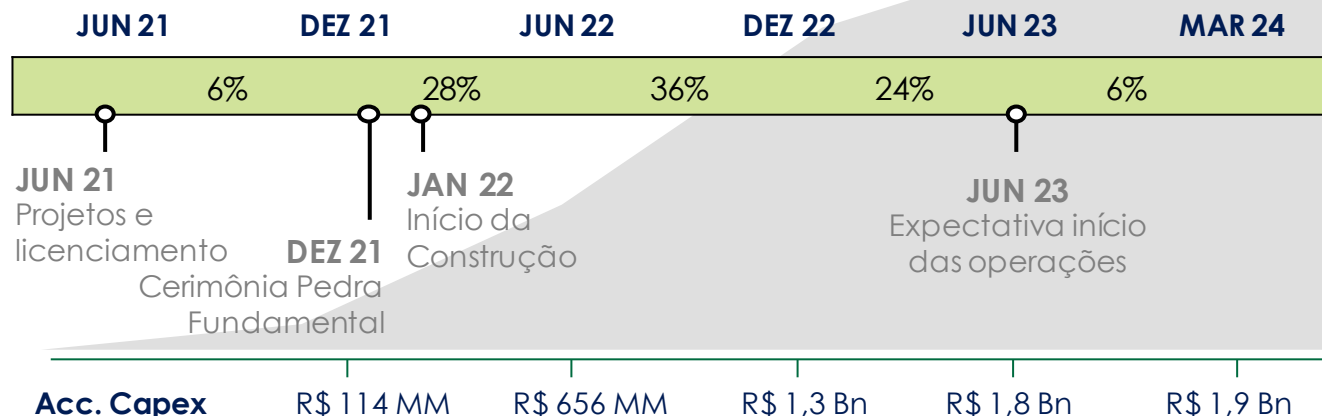 JUN 21 DEZ 21 JUN 22 DEZ 22 JUN 23 MAR 24
6% 28% 36% 24% 6%
JUN 21
Projetos e
licenciamento
DEZ 21
Cerimônia Pedra
Fundamental
JAN 22
Início da
Construção
JUN 23
Expectativa início
das operações
Acc. Capex R$ 114 MM R$ 656 MM R$ 1,3 Bn R$ 1,8 Bn R$ 1,9 Bn